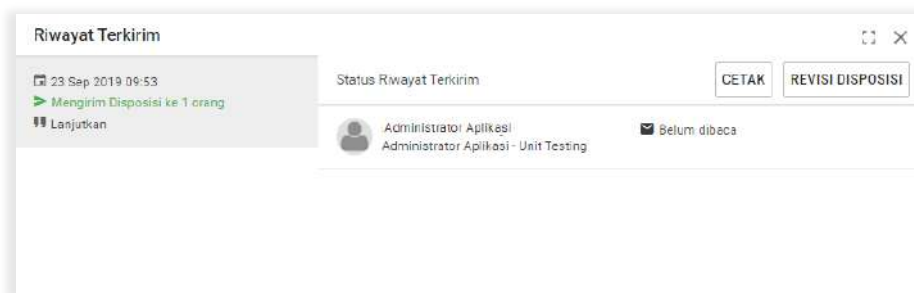 Riwayat Terkirim
23 Sep 2019 09:53
Mengirim Disposisi ke 1 orang
Lanjutkan
Status Riwayat Terkirim
CETAK
REVISI DISPOSISI
Administrator Aplikasi
Administrator Aplikasi - Unit Testing
Belum dibaca